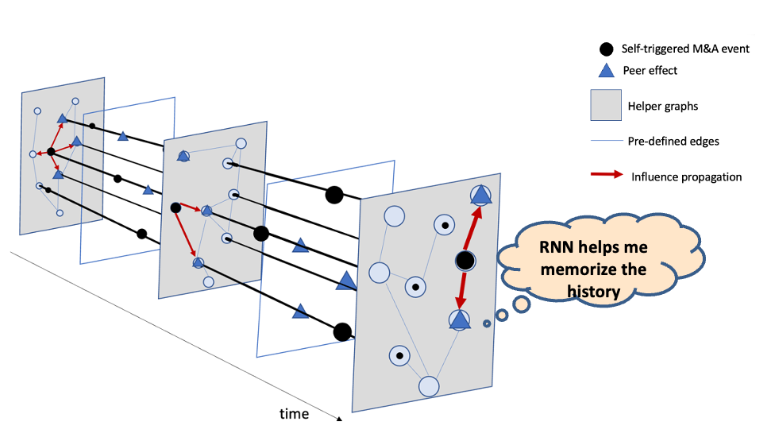 Self-triggered M&A event
Peer effect
Helper graphs
Pre-defined edges
Influence propagation
RNN helps me
memorize the
history
time